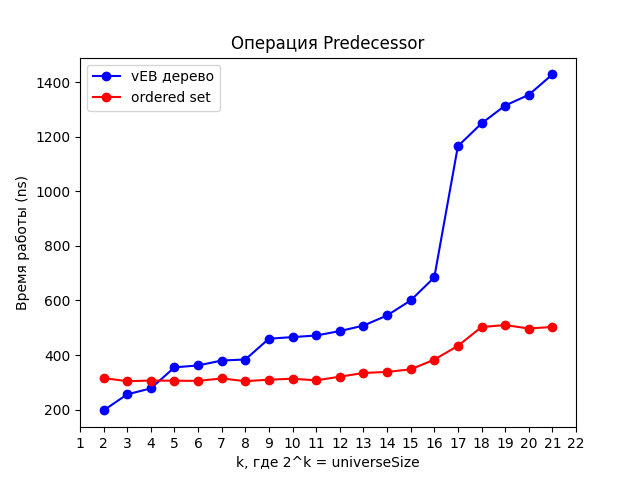 Операция Predecessor
vEB дерево
ordered set
Время работы (ns)
1400
1200
1000
800
600
400
200
1 2 3 4 5 6 7 8 9 10 11 12 13 14 15 16 17 18 19 20 21 22
k, где 2^k = universeSize